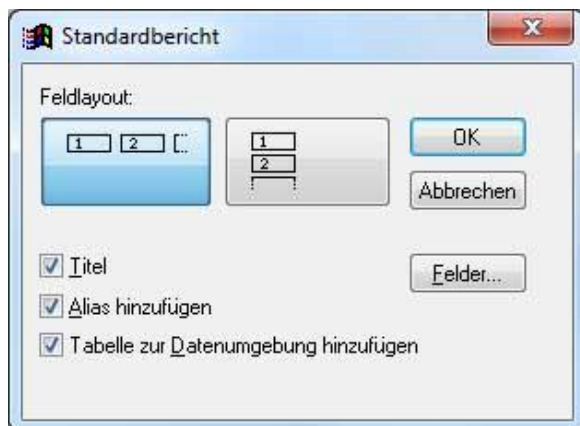 Standardbericht
Feldlayout:
1 2
1
2
OK
Abbrechen
Titel
Felder...
Alias hinzufügen
Tabelle zur Datenumgebung hinzufügen